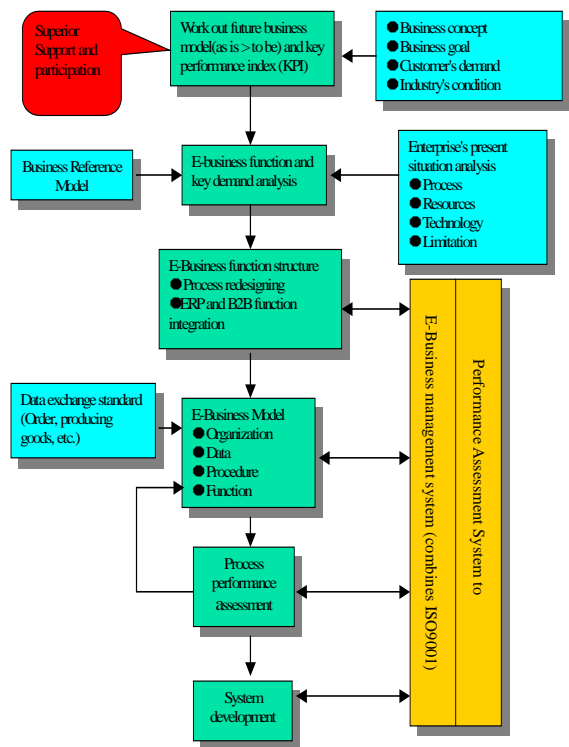 Superior
Support and
participation
Work out future business
model(as is > to be) and key
performance index (KPI)
●Business concept
●Business goal
●Customer's demand
●Industry's condition
Business Reference
Model
E-business function and
key demand analysis
Enterprise's present
situation analysis
●Process
●Resources
●Technology
●Limitation
E-Business function structure
●Process redesigning
●ERP and B2B function
integration
Data exchange standard
(Order, producing
goods, etc.)
E-Business Model
●Organization
●Data
●Procedure
●Function
Process
performance
assessment
System
development
E-Business management system (combines ISO9001)
Performance Assessment System to